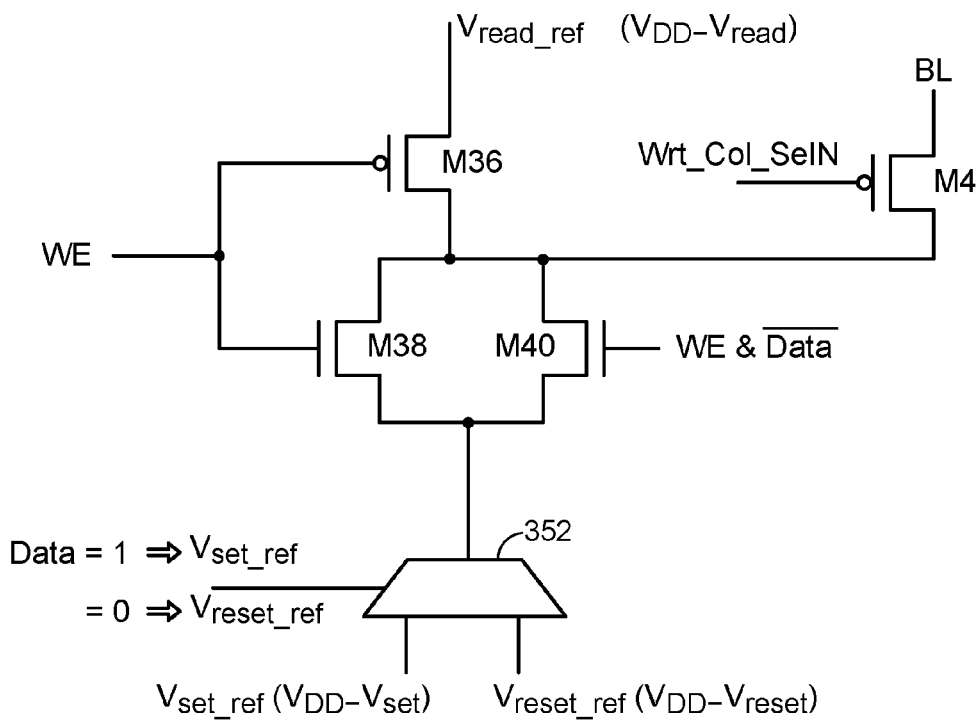 Vread_ref (VDD–Vread)
BL
M36
Wrt_Col_SelN
M4
WE
M38
M40
WE & D̅a̅t̅a̅
352
Data = 1 ⇒ Vset_ref
= 0 ⇒ Vreset_ref
Vset_ref (VDD–Vset)
Vreset_ref (VDD–Vreset)